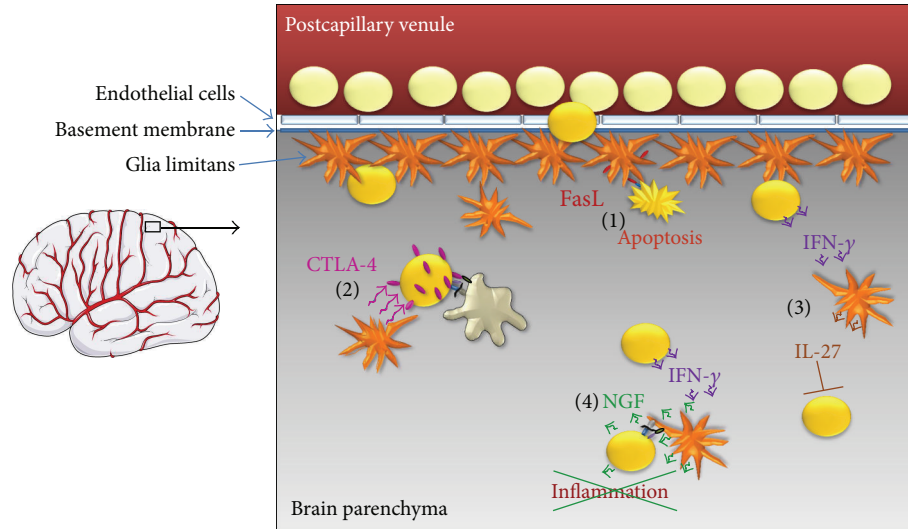 Postcapillary venule
Endothelial cells
Basement membrane
Glia limitans
FasL
(1)
Apoptosis
IFN-γ
CTLA-4
(2)
(3)
IL-27
IFN-γ
(4) NGF
Inflammation
Brain parenchyma